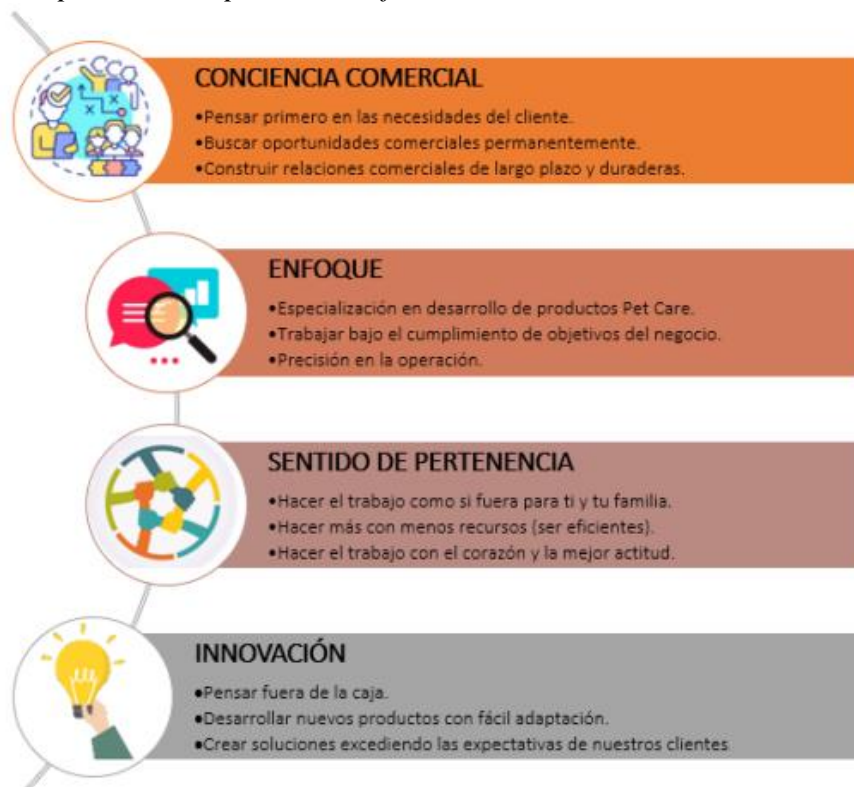 CONCIENCIA COMERCIAL
•Pensar primero en las necesidades del cliente.
•Buscar oportunidades comerciales permanentemente.
•Construir relaciones comerciales de largo plazo y duraderas.
ENFOQUE
•Especialización en desarrollo de productos Pet Care.
•Trabajar bajo el cumplimiento de objetivos del negocio.
•Precisión en la operación.
SENTIDO DE PERTENENCIA
•Hacer el trabajo como si fuera para ti y tu familia.
•Hacer más con menos recursos (ser eficientes).
•Hacer el trabajo con el corazón y la mejor actitud.
INNOVACIÓN
•Pensar fuera de la caja.
•Desarrollar nuevos productos con fácil adaptación.
•Crear soluciones excediendo las expectativas de nuestros clientes